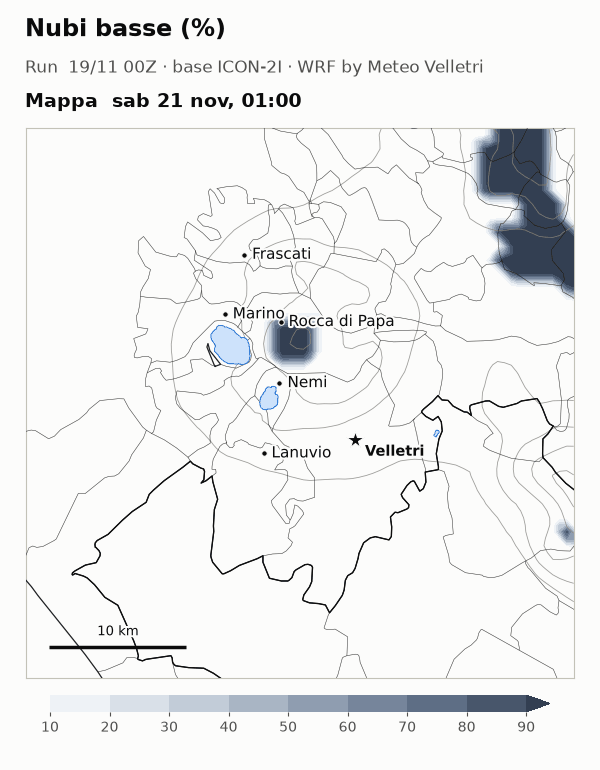 Nubi basse (%)
Run  19/11 00Z · base ICON-2I · WRF by Meteo Velletri
Mappa  sab 21 nov, 01:00
Frascati
Marino
Rocca di Papa
Nemi
Velletri
Lanuvio
10 km
10 20 30 40 50 60 70 80 90